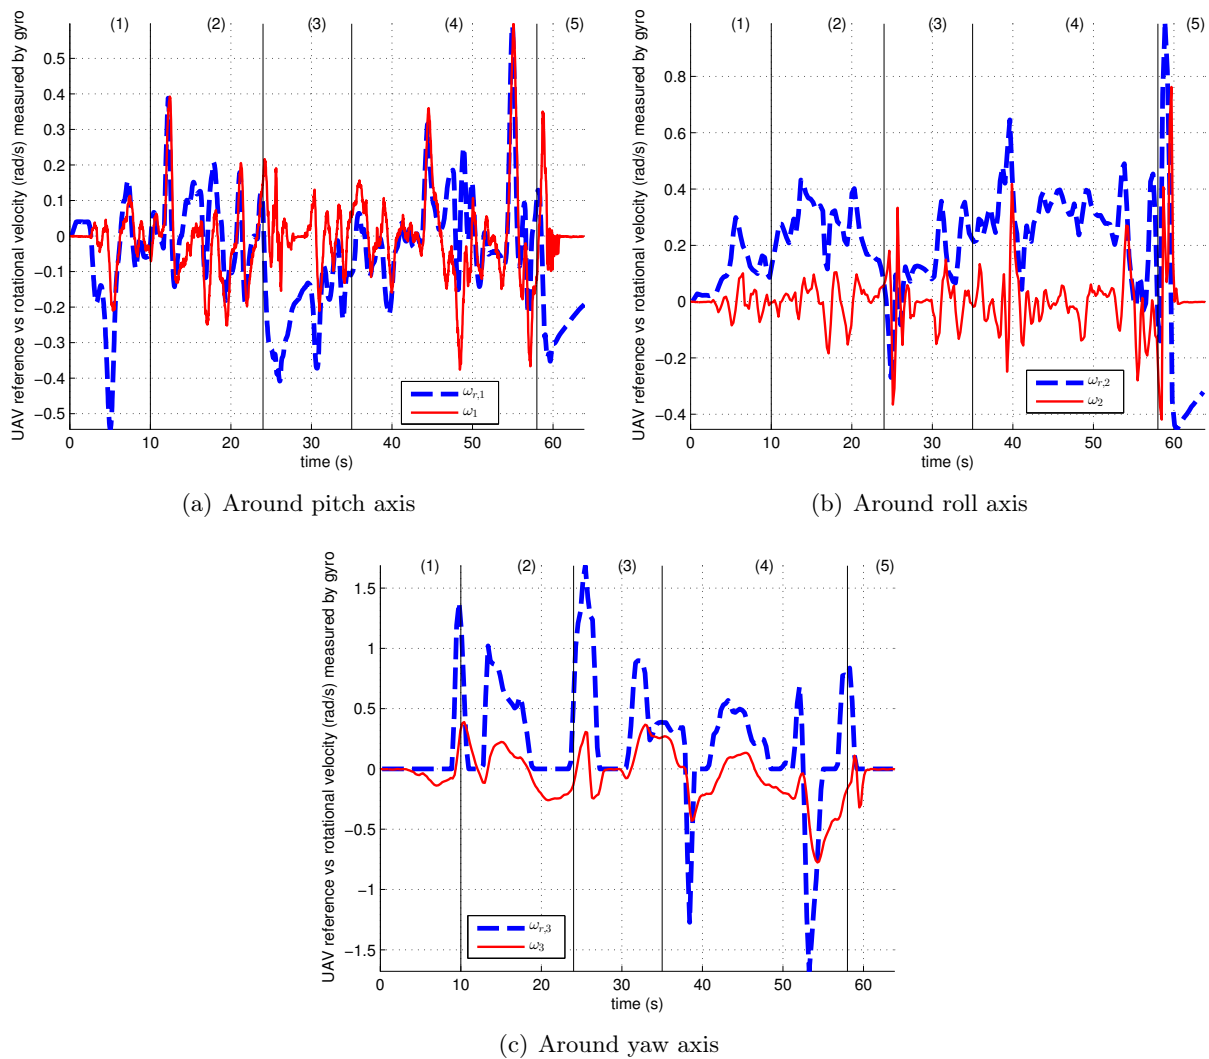 (1) (2) (3) (4) (5)
UAV reference vs rotational velocity (rad/s) measured by gyro
0.5
0.4
0.3
0.2
0.1
0
−0.1
−0.2
−0.3
−0.4
−0.5
ω_{r,1}
ω_1
0 10 20 30 40 50 60
time (s)
(a) Around pitch axis
(1) (2) (3) (4) (5)
UAV reference vs rotational velocity (rad/s) measured by gyro
0.8
0.6
0.4
0.2
0
−0.2
−0.4
ω_{r,2}
ω_2
0 10 20 30 40 50 60
time (s)
(b) Around roll axis
(1) (2) (3) (4) (5)
UAV reference vs rotational velocity (rad/s) measured by gyro
1.5
1
0.5
0
−0.5
−1
−1.5
ω_{r,3}
ω_3
0 10 20 30 40 50 60
time (s)
(c) Around yaw axis